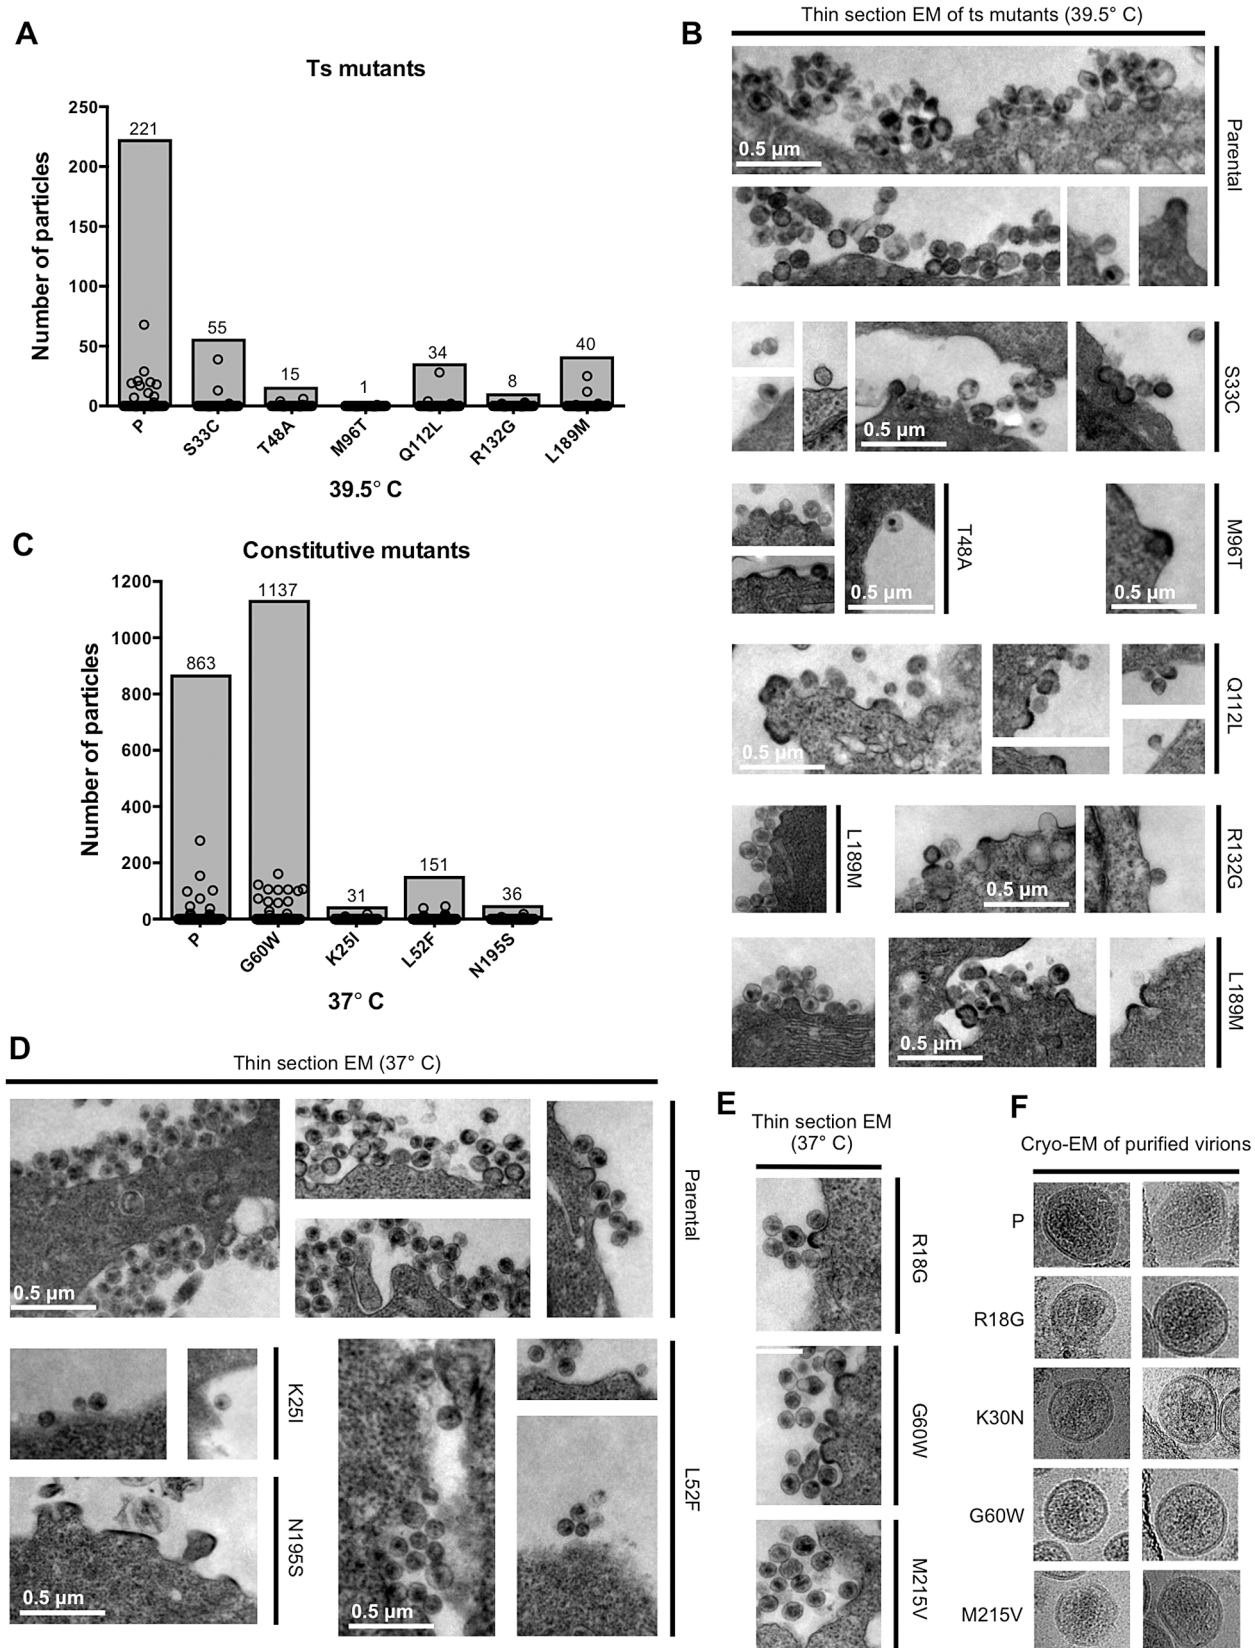 A
Ts mutants
Number of particles
250
200
150
100
50
0
221
55
15
1
34
8
40
P
S33C
T48A
M96T
Q112L
R132G
L189M
39.5° C
B
Thin section EM of ts mutants (39.5° C)
0.5 µm
Parental
0.5 µm
S33C
T48A
0.5 µm
0.5 µm
M96T
0.5 µm
Q112L
L189M
0.5 µm
R132G
0.5 µm
L189M
C
Constitutive mutants
Number of particles
1200
1000
800
600
400
200
0
863
1137
31
151
36
P
G60W
K25I
L52F
N195S
37° C
D
Thin section EM (37° C)
0.5 µm
Parental
K25I
0.5 µm
N195S
0.5 µm
L52F
E
Thin section EM
(37° C)
R18G
G60W
M215V
F
Cryo-EM of purified virions
P
R18G
K30N
G60W
M215V